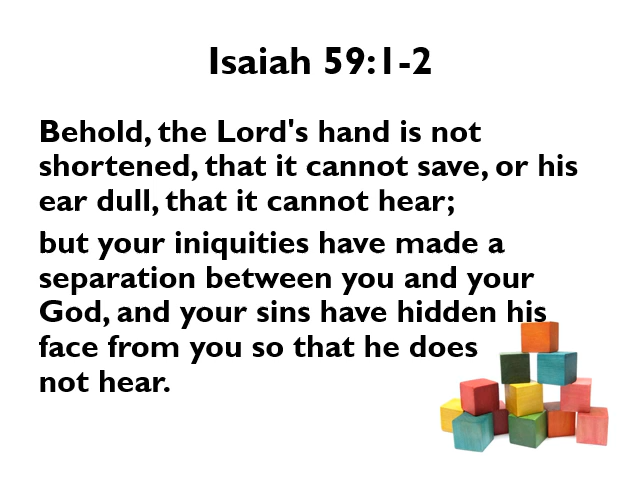 Isaiah 59:1-2
Behold, the Lord's hand is not
shortened, that it cannot save, or his
ear dull, that it cannot hear;
but your iniquities have made a
separation between you and your
God, and your sins have hidden his
face from you so that he does
not hear.